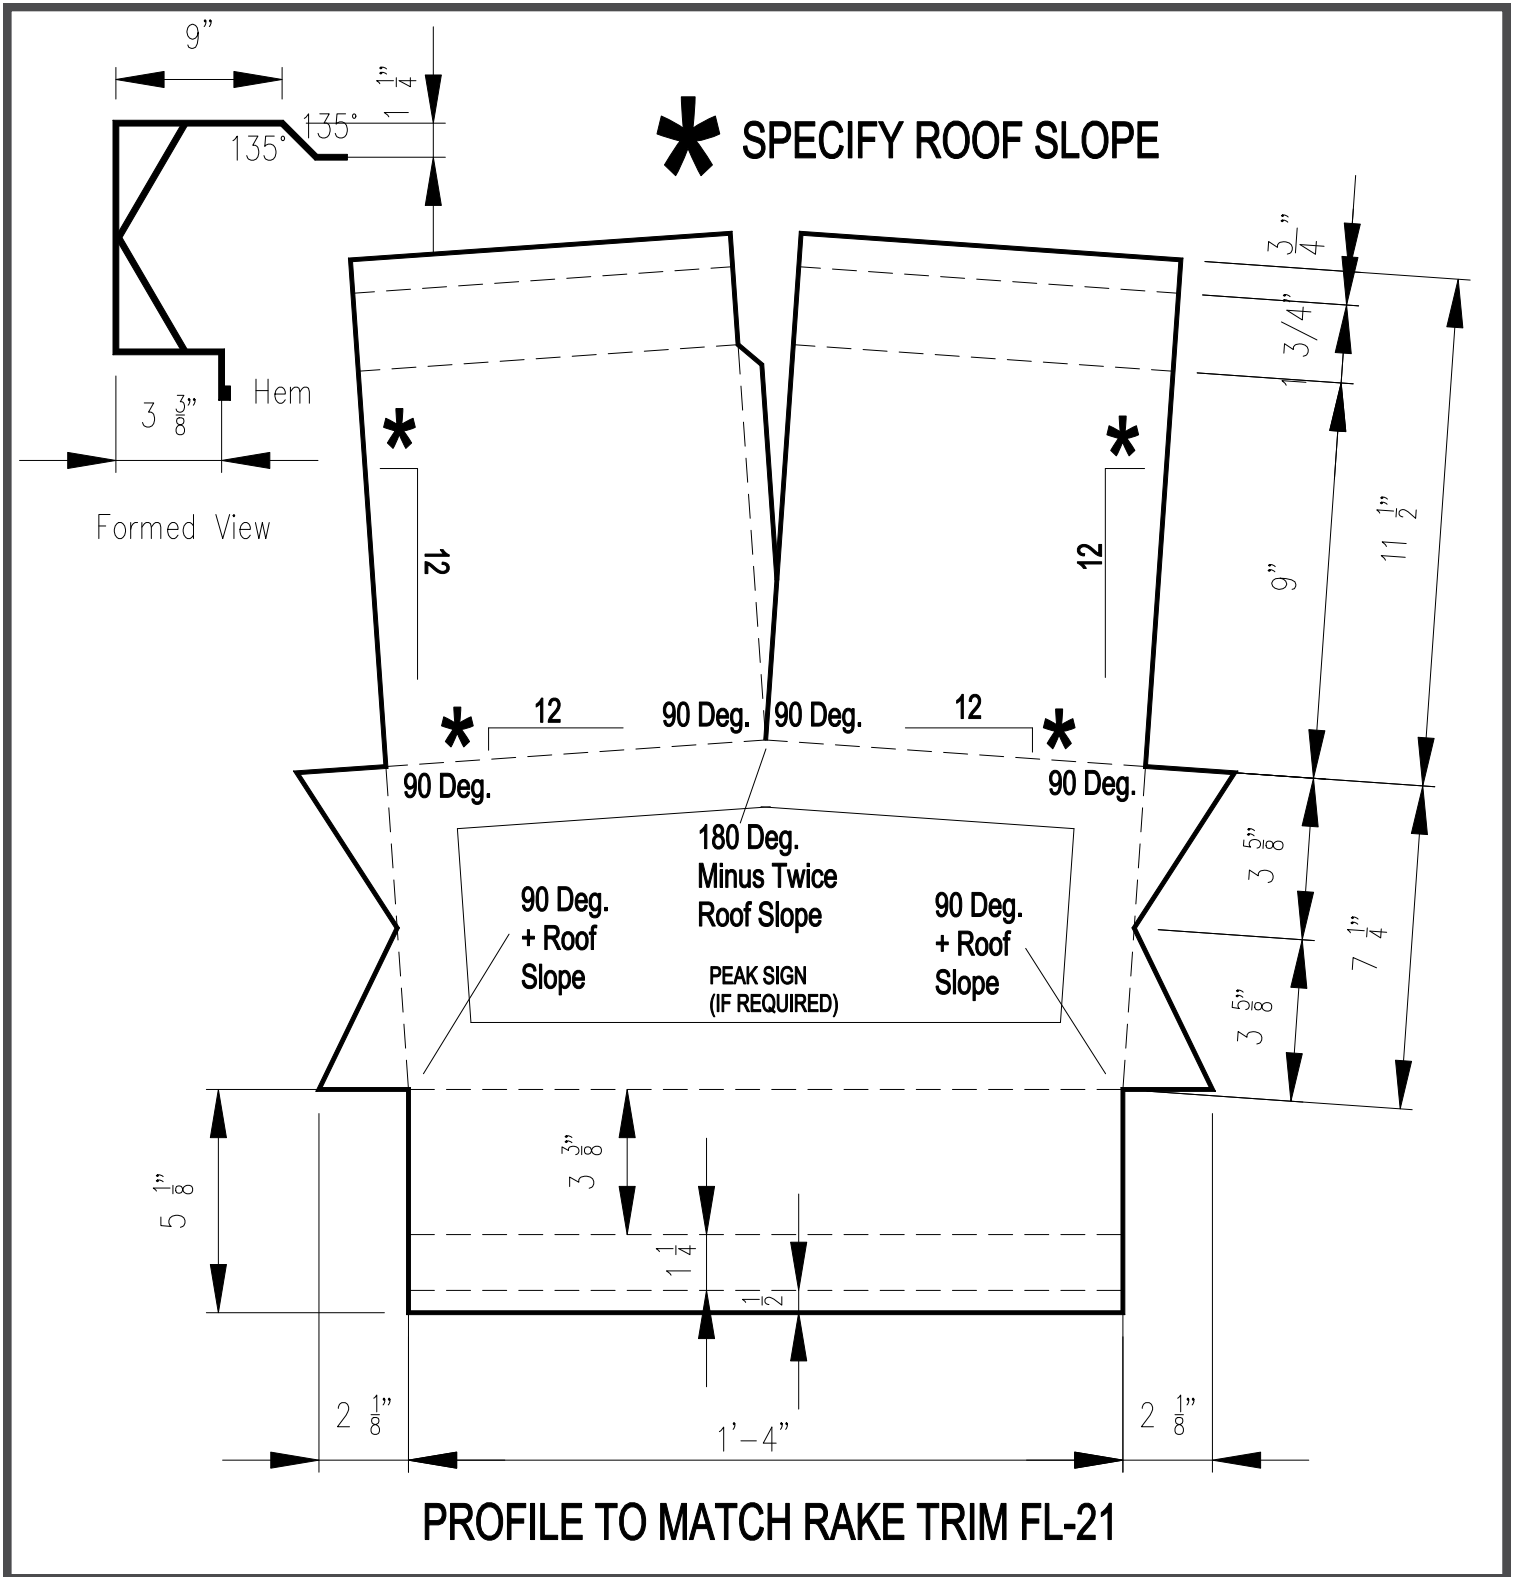 9"
1 1/4"
135°
135°
* SPECIFY ROOF SLOPE
Hem
3 3/8"
Formed View
3/4"
1 3/4"
9"
11 1/2"
*
12
*
12
* 12
12 *
90 Deg. 90 Deg.
90 Deg.
90 Deg.
180 Deg.
Minus Twice
Roof Slope
90 Deg.
+ Roof
Slope
90 Deg.
+ Roof
Slope
PEAK SIGN
(IF REQUIRED)
3 5/8"
3 5/8"
7 1/4"
5 1/8"
3 3/8"
1 1/4
1/2
2 1/8"
1'-4"
2 1/8"
PROFILE TO MATCH RAKE TRIM FL-21